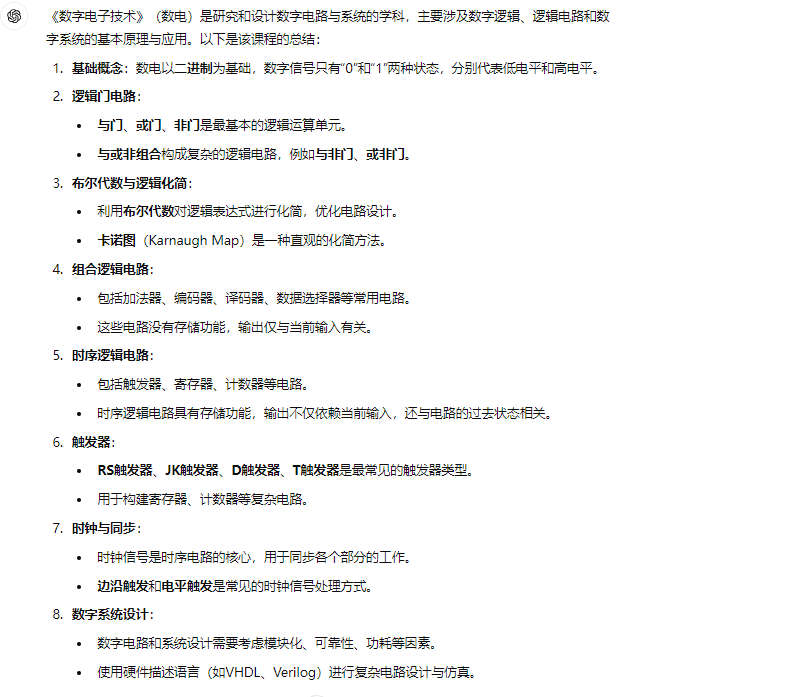 《数字电子技术》（数电）是研究和设计数字电路与系统的学科，主要涉及数字逻辑、逻辑电路和数
字系统的基本原理与应用。以下是该课程的总结：
1. 基础概念：数电以二进制为基础，数字信号只有“0”和“1”两种状态，分别代表低电平和高电平。
2. 逻辑门电路：
• 与门、或门、非门是最基本的逻辑运算单元。
• 与或非组合构成复杂的逻辑电路，例如与非门、或非门。
3. 布尔代数与逻辑化简：
• 利用布尔代数对逻辑表达式进行化简，优化电路设计。
• 卡诺图（Karnaugh Map）是一种直观的化简方法。
4. 组合逻辑电路：
• 包括加法器、编码器、译码器、数据选择器等常用电路。
• 这些电路没有存储功能，输出仅与当前输入有关。
5. 时序逻辑电路：
• 包括触发器、寄存器、计数器等电路。
• 时序逻辑电路具有存储功能，输出不仅依赖当前输入，还与电路的过去状态相关。
6. 触发器：
• RS触发器、JK触发器、D触发器、T触发器是最常见的触发器类型。
• 用于构建寄存器、计数器等复杂电路。
7. 时钟与同步：
• 时钟信号是时序电路的核心，用于同步各个部分的工作。
• 边沿触发和电平触发是常见的时钟信号处理方式。
8. 数字系统设计：
• 数字电路和系统设计需要考虑模块化、可靠性、功耗等因素。
• 使用硬件描述语言（如VHDL、Verilog）进行复杂电路设计与仿真。